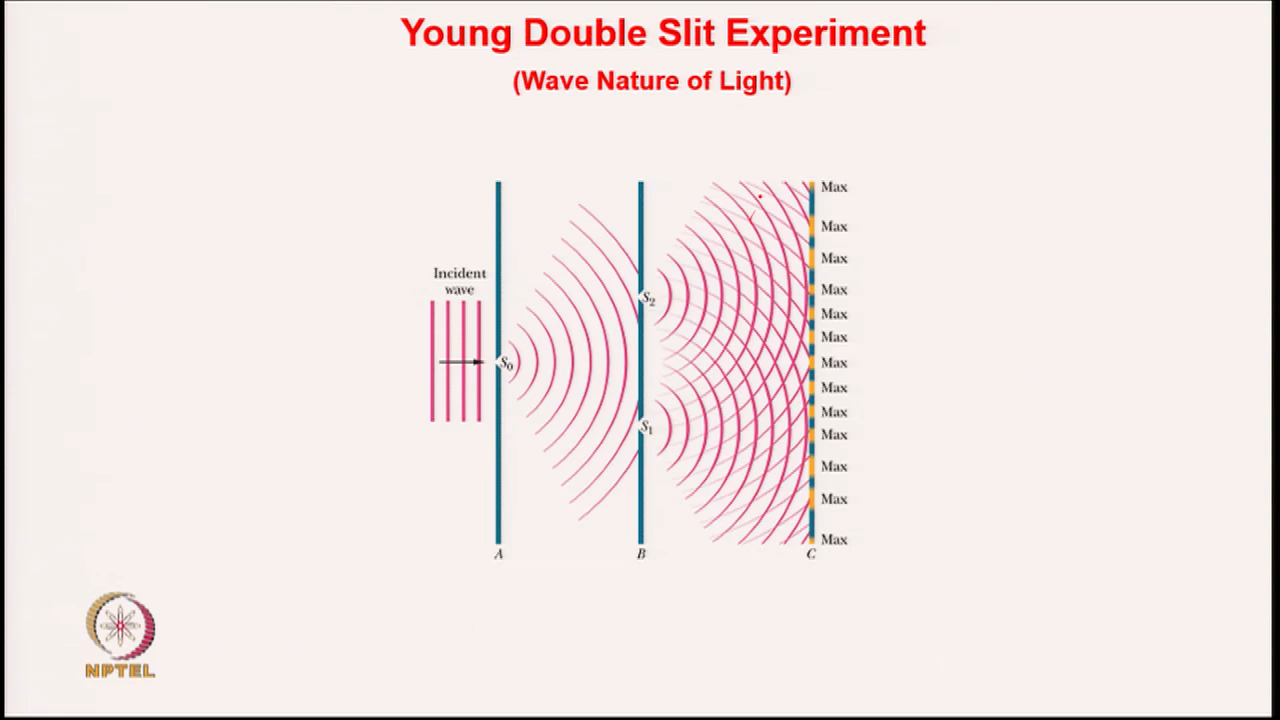 Young Double Slit Experiment
(Wave Nature of Light)
Incident
wave
S0
S2
S1
Max
Max
Max
Max
Max
Max
Max
Max
Max
Max
Max
Max
Max
A
B
C
NPTEL